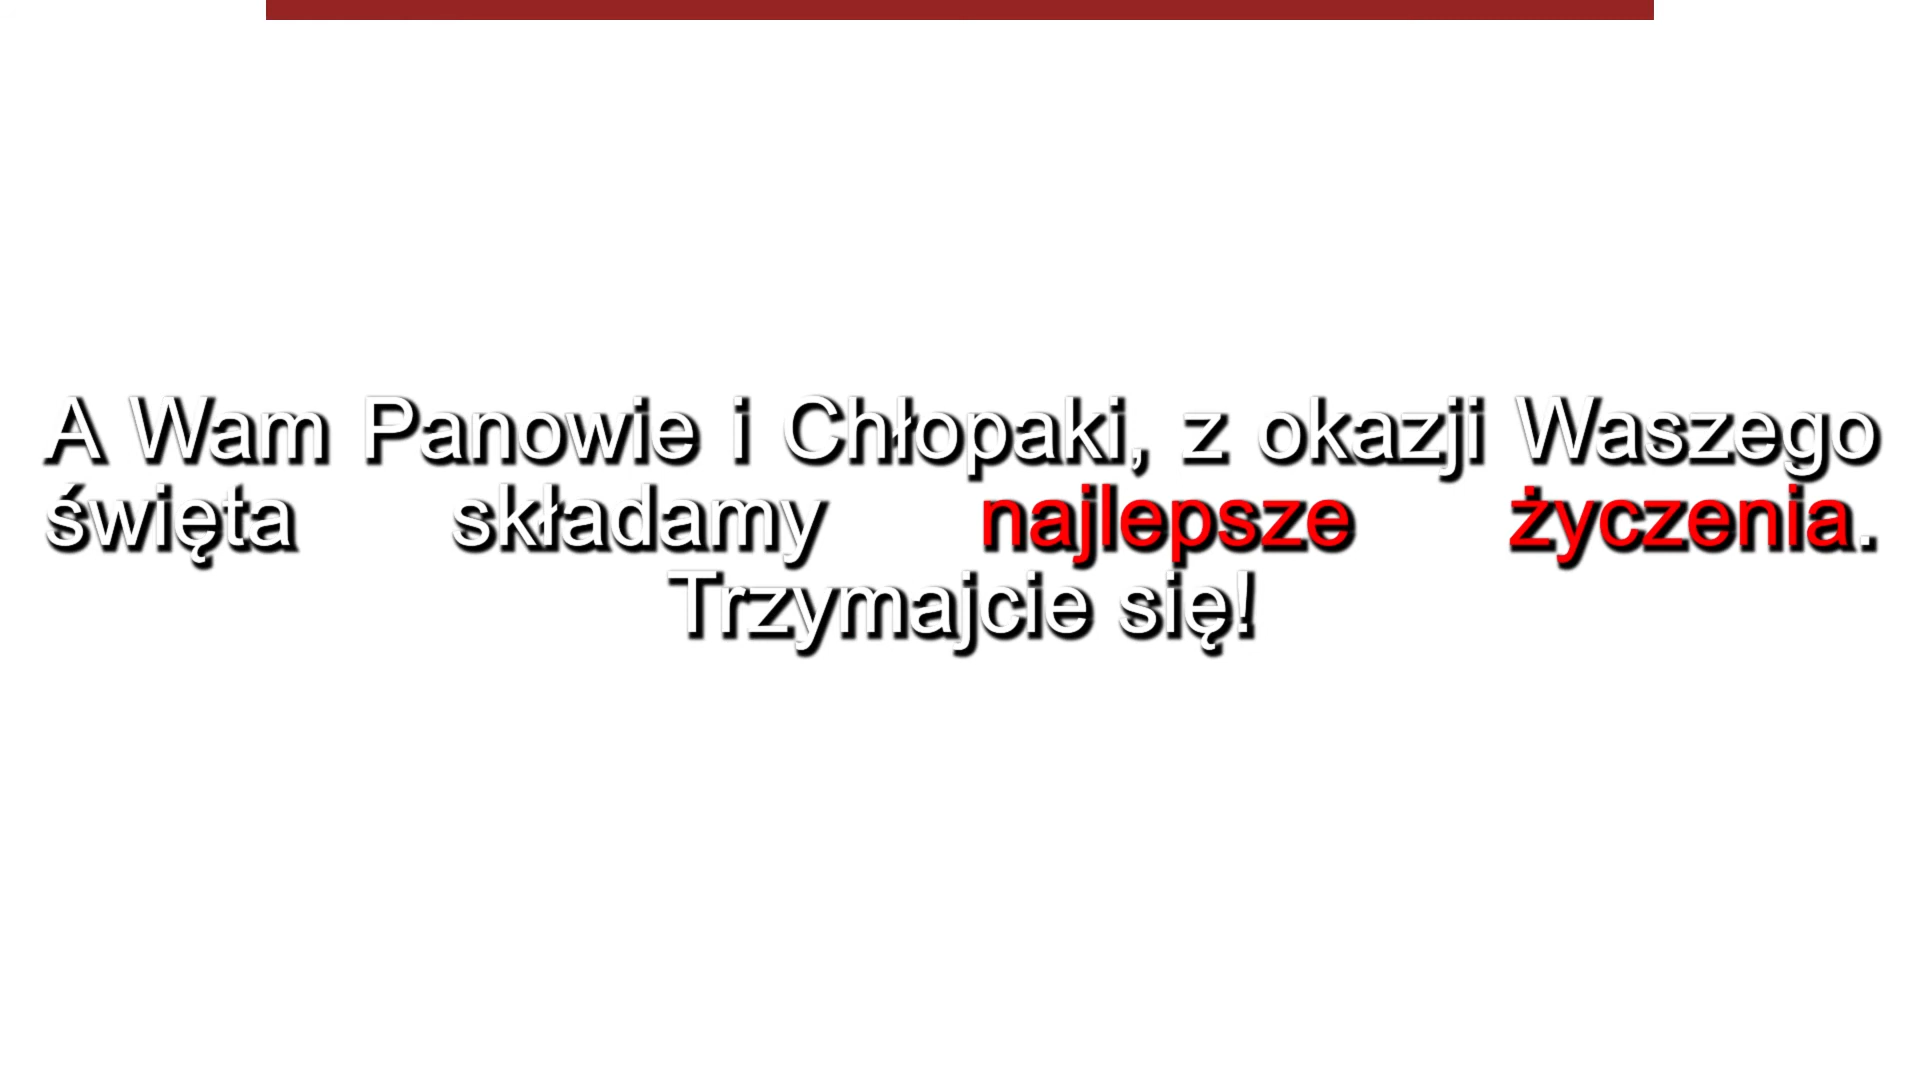 A Wam Panowie i Chłopaki, z okazji Waszego
święta składamy najlepsze życzenia.
Trzymajcie się!